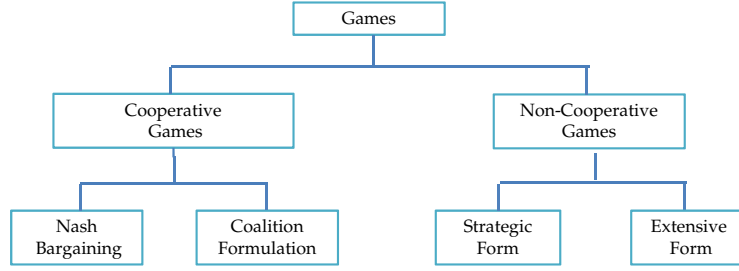 Games
Cooperative
Games
Non-Cooperative
Games
Nash
Bargaining
Coalition
Formulation
Strategic
Form
Extensive
Form